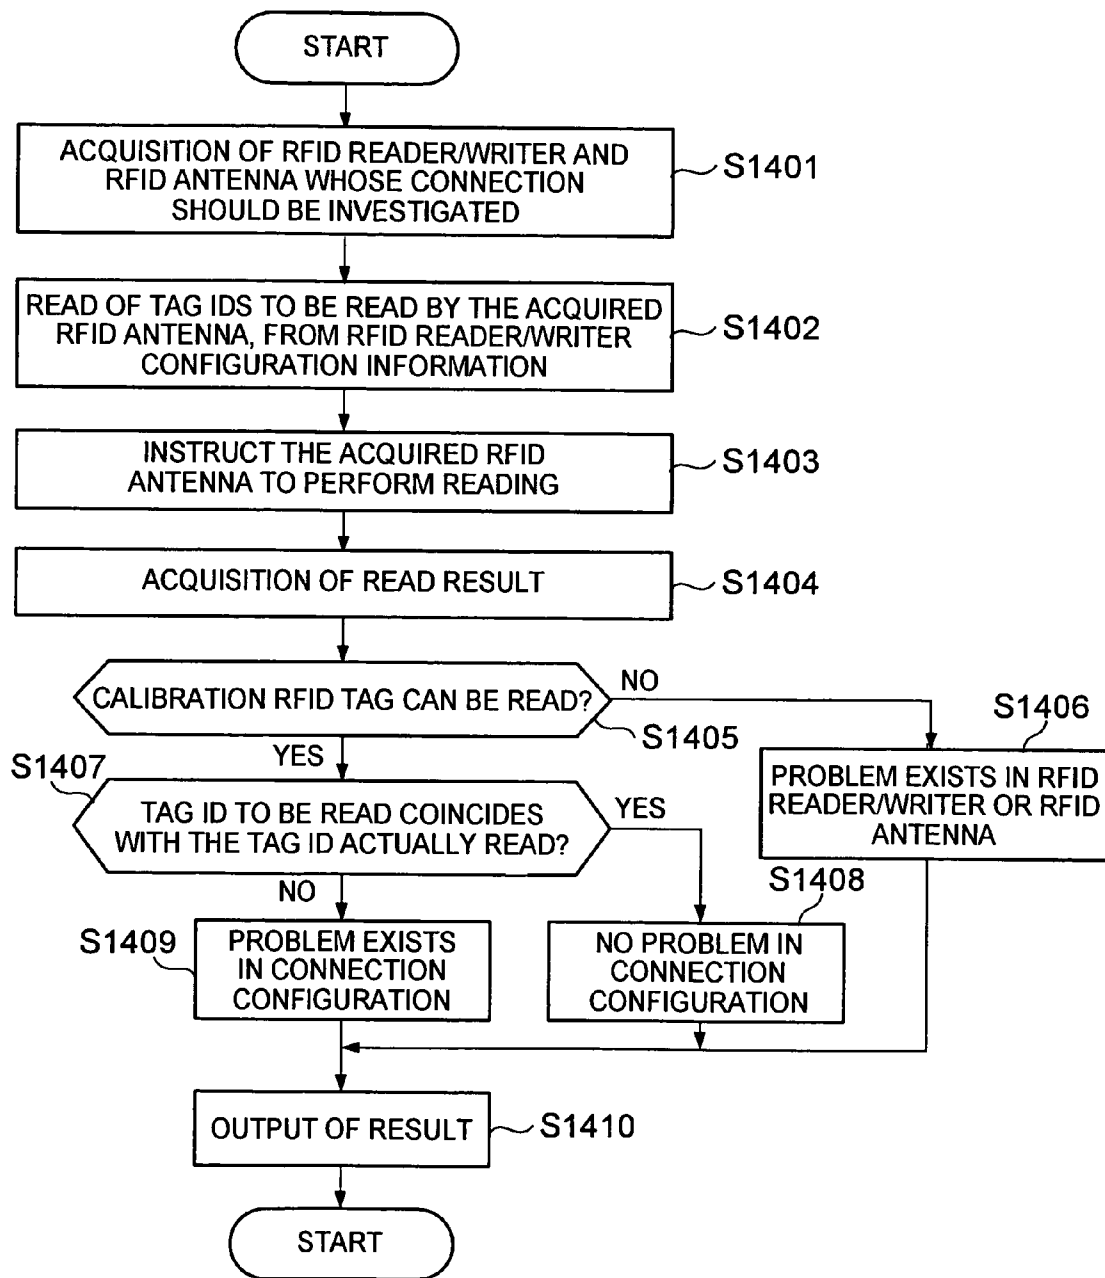 START
ACQUISITION OF RFID READER/WRITER AND
RFID ANTENNA WHOSE CONNECTION
SHOULD BE INVESTIGATED
S1401
READ OF TAG IDS TO BE READ BY THE ACQUIRED
RFID ANTENNA, FROM RFID READER/WRITER
CONFIGURATION INFORMATION
S1402
INSTRUCT THE ACQUIRED RFID
ANTENNA TO PERFORM READING
S1403
ACQUISITION OF READ RESULT
S1404
CALIBRATION RFID TAG CAN BE READ?
NO
S1405
YES
S1406
PROBLEM EXISTS IN RFID
READER/WRITER OR RFID
ANTENNA
S1407
TAG ID TO BE READ COINCIDES
WITH THE TAG ID ACTUALLY READ?
YES
NO
S1408
NO PROBLEM IN
CONNECTION
CONFIGURATION
S1409
PROBLEM EXISTS
IN CONNECTION
CONFIGURATION
OUTPUT OF RESULT
S1410
START